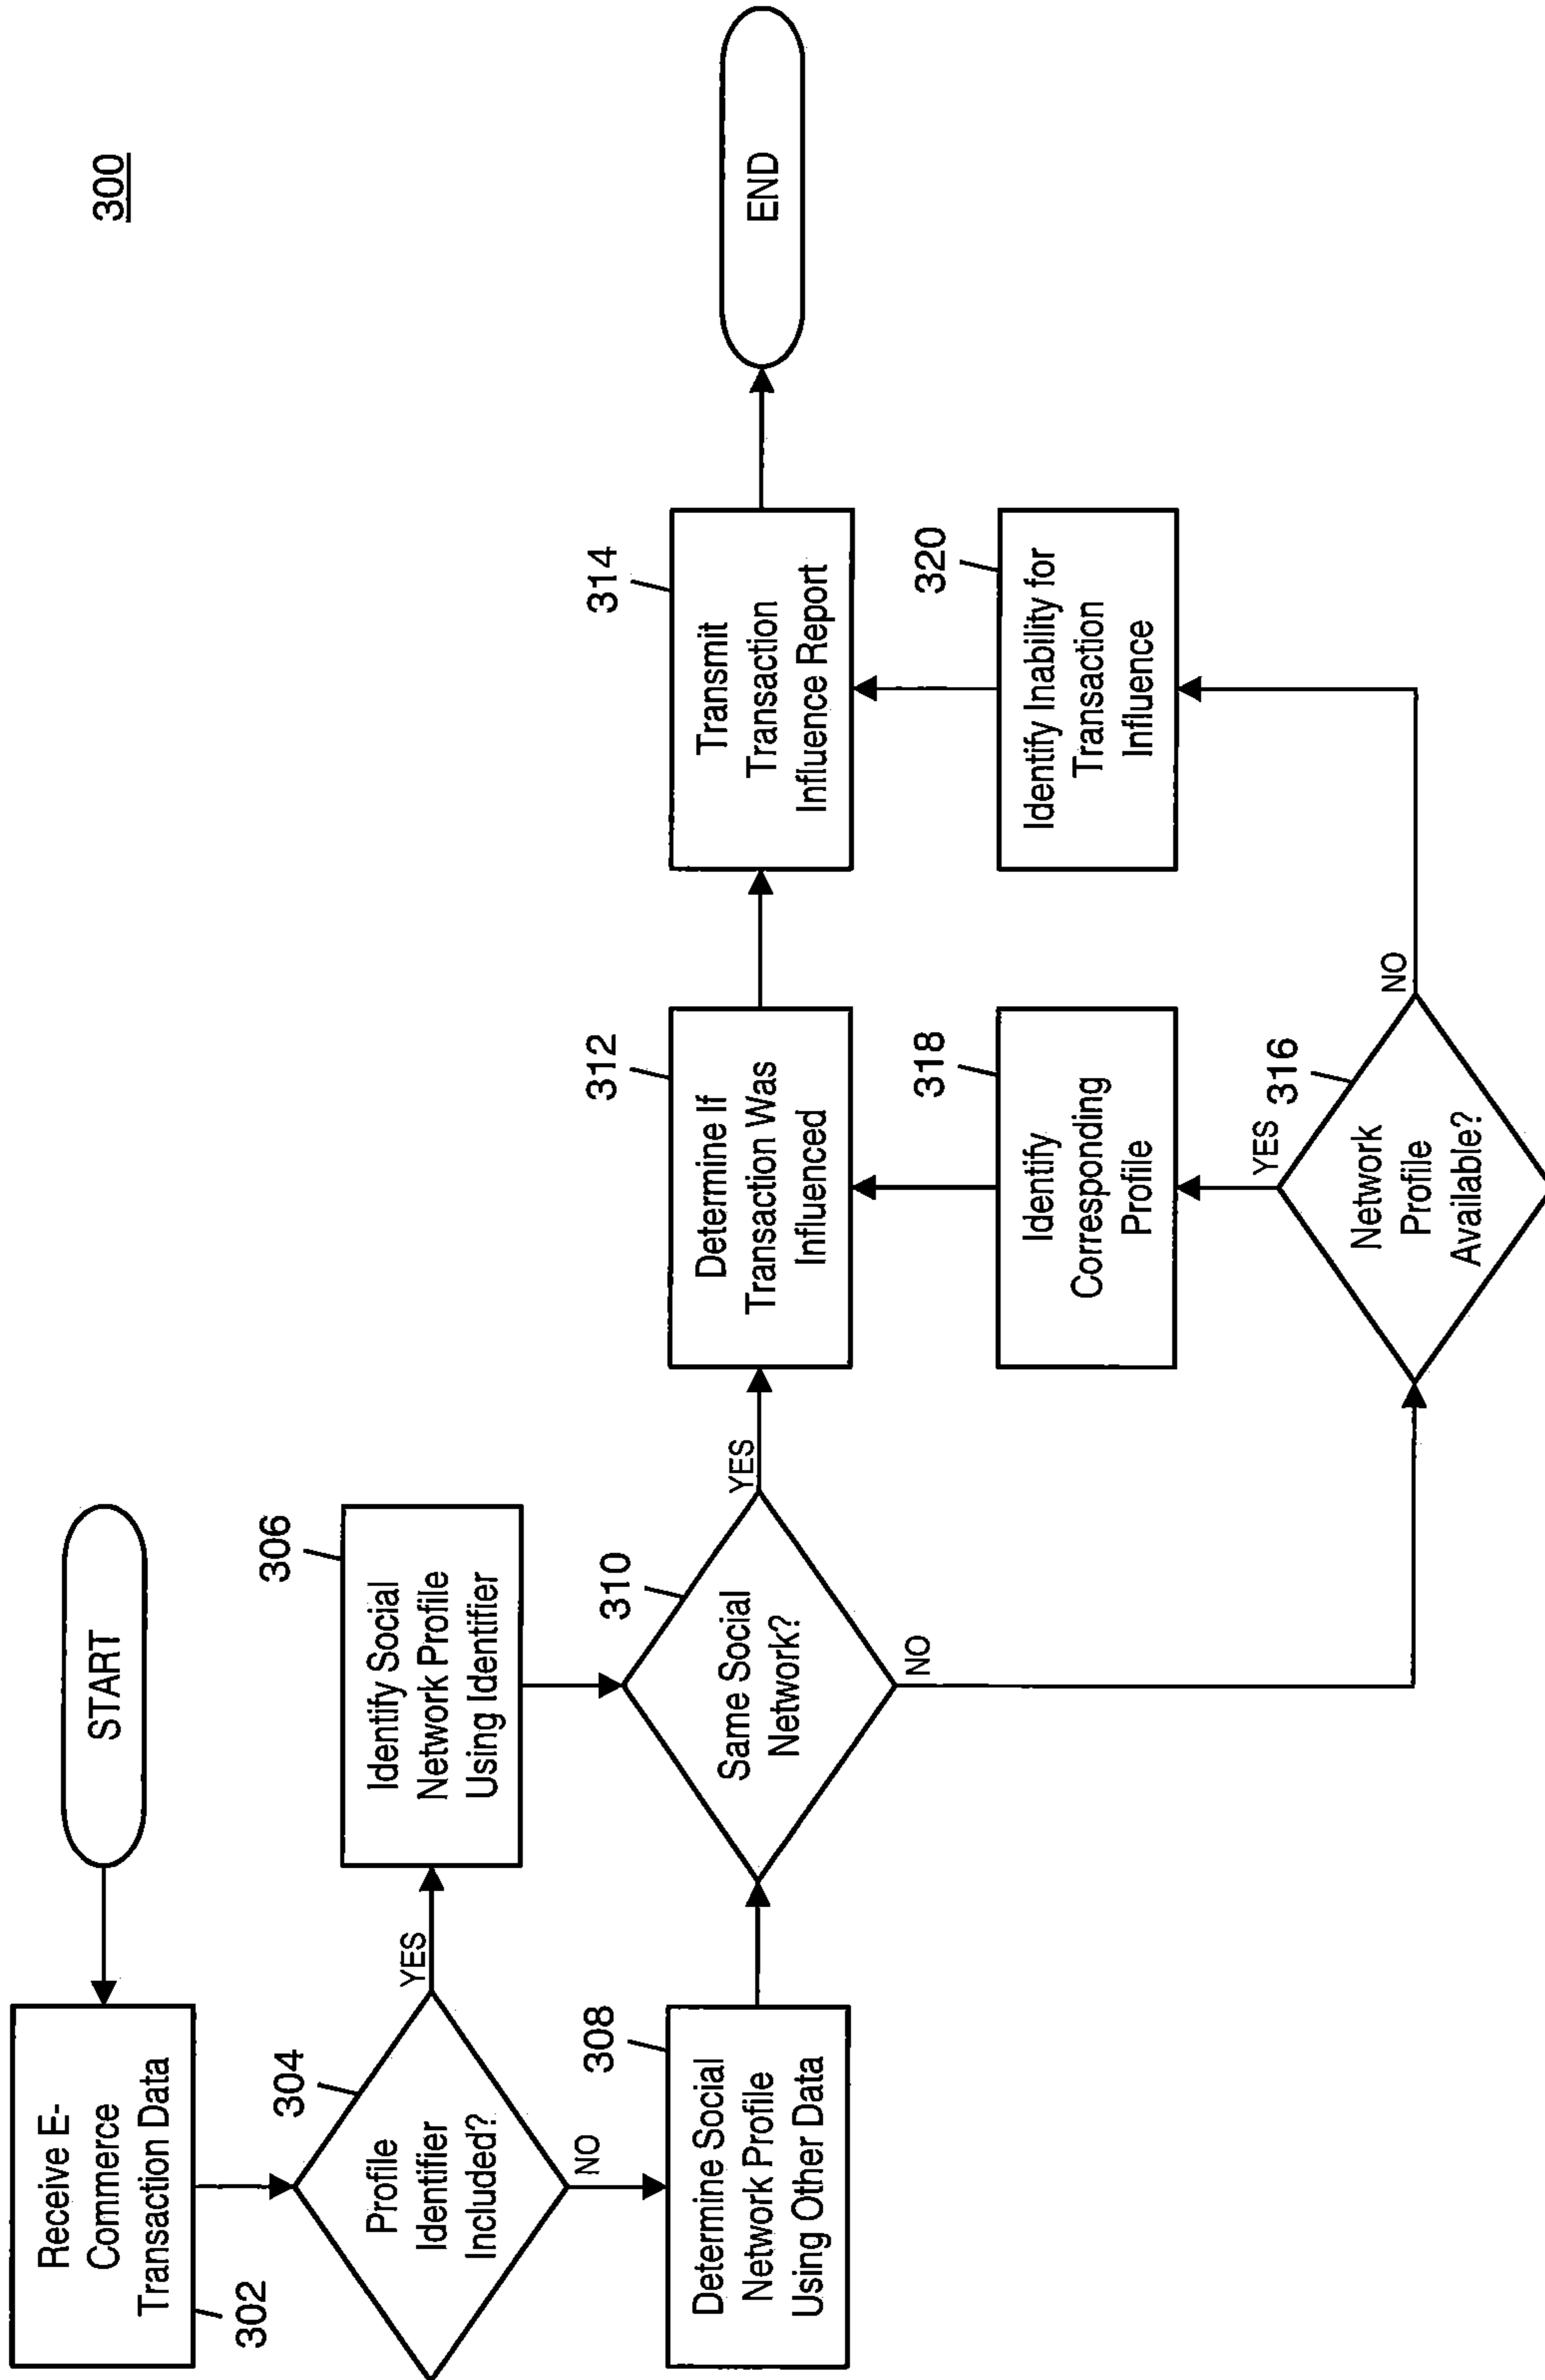 300
START
Receive E-
Commerce
Transaction Data
302
304
Profile
Identifier
Included?
YES
NO
306
Identify Social
Network Profile
Using Identifier
308
Determine Social
Network Profile
Using Other Data
310
Same Social
Network?
YES
NO
312
Determine If
Transaction Was
Influenced
314
Transmit
Transaction
Influence Report
END
316
Network
Profile
Available?
YES
NO
318
Identify
Corresponding
Profile
320
Identify Inability for
Transaction
Influence